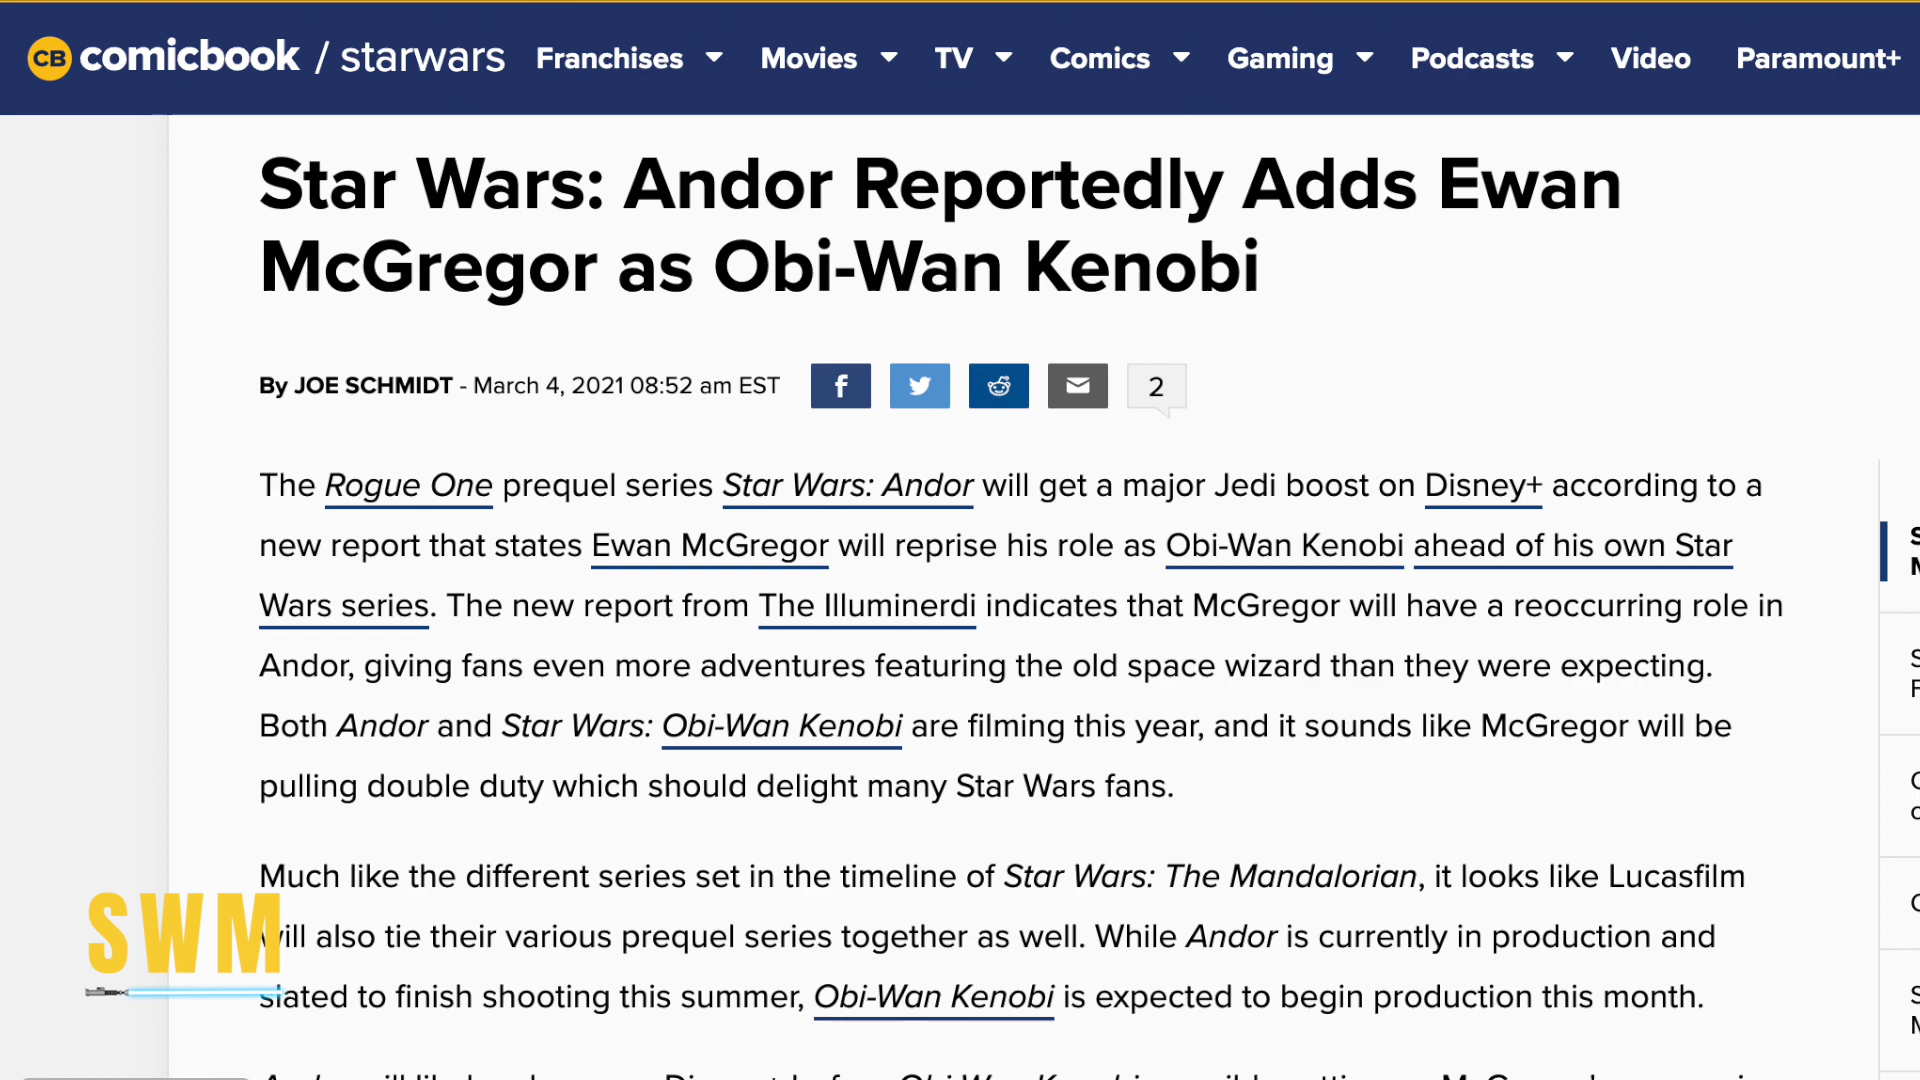 CB comicbook / starwars Franchises Movies TV Comics Gaming Podcasts Video Paramount+
Star Wars: Andor Reportedly Adds Ewan
McGregor as Obi-Wan Kenobi
By JOE SCHMIDT - March 4, 2021 08:52 am EST f 2
The Rogue One prequel series Star Wars: Andor will get a major Jedi boost on Disney+ according to a
new report that states Ewan McGregor will reprise his role as Obi-Wan Kenobi ahead of his own Star
Wars series. The new report from The Illuminerdi indicates that McGregor will have a reoccurring role in
Andor, giving fans even more adventures featuring the old space wizard than they were expecting.
Both Andor and Star Wars: Obi-Wan Kenobi are filming this year, and it sounds like McGregor will be
pulling double duty which should delight many Star Wars fans.
Much like the different series set in the timeline of Star Wars: The Mandalorian, it looks like Lucasfilm
will also tie their various prequel series together as well. While Andor is currently in production and
slated to finish shooting this summer, Obi-Wan Kenobi is expected to begin production this month.
SWM